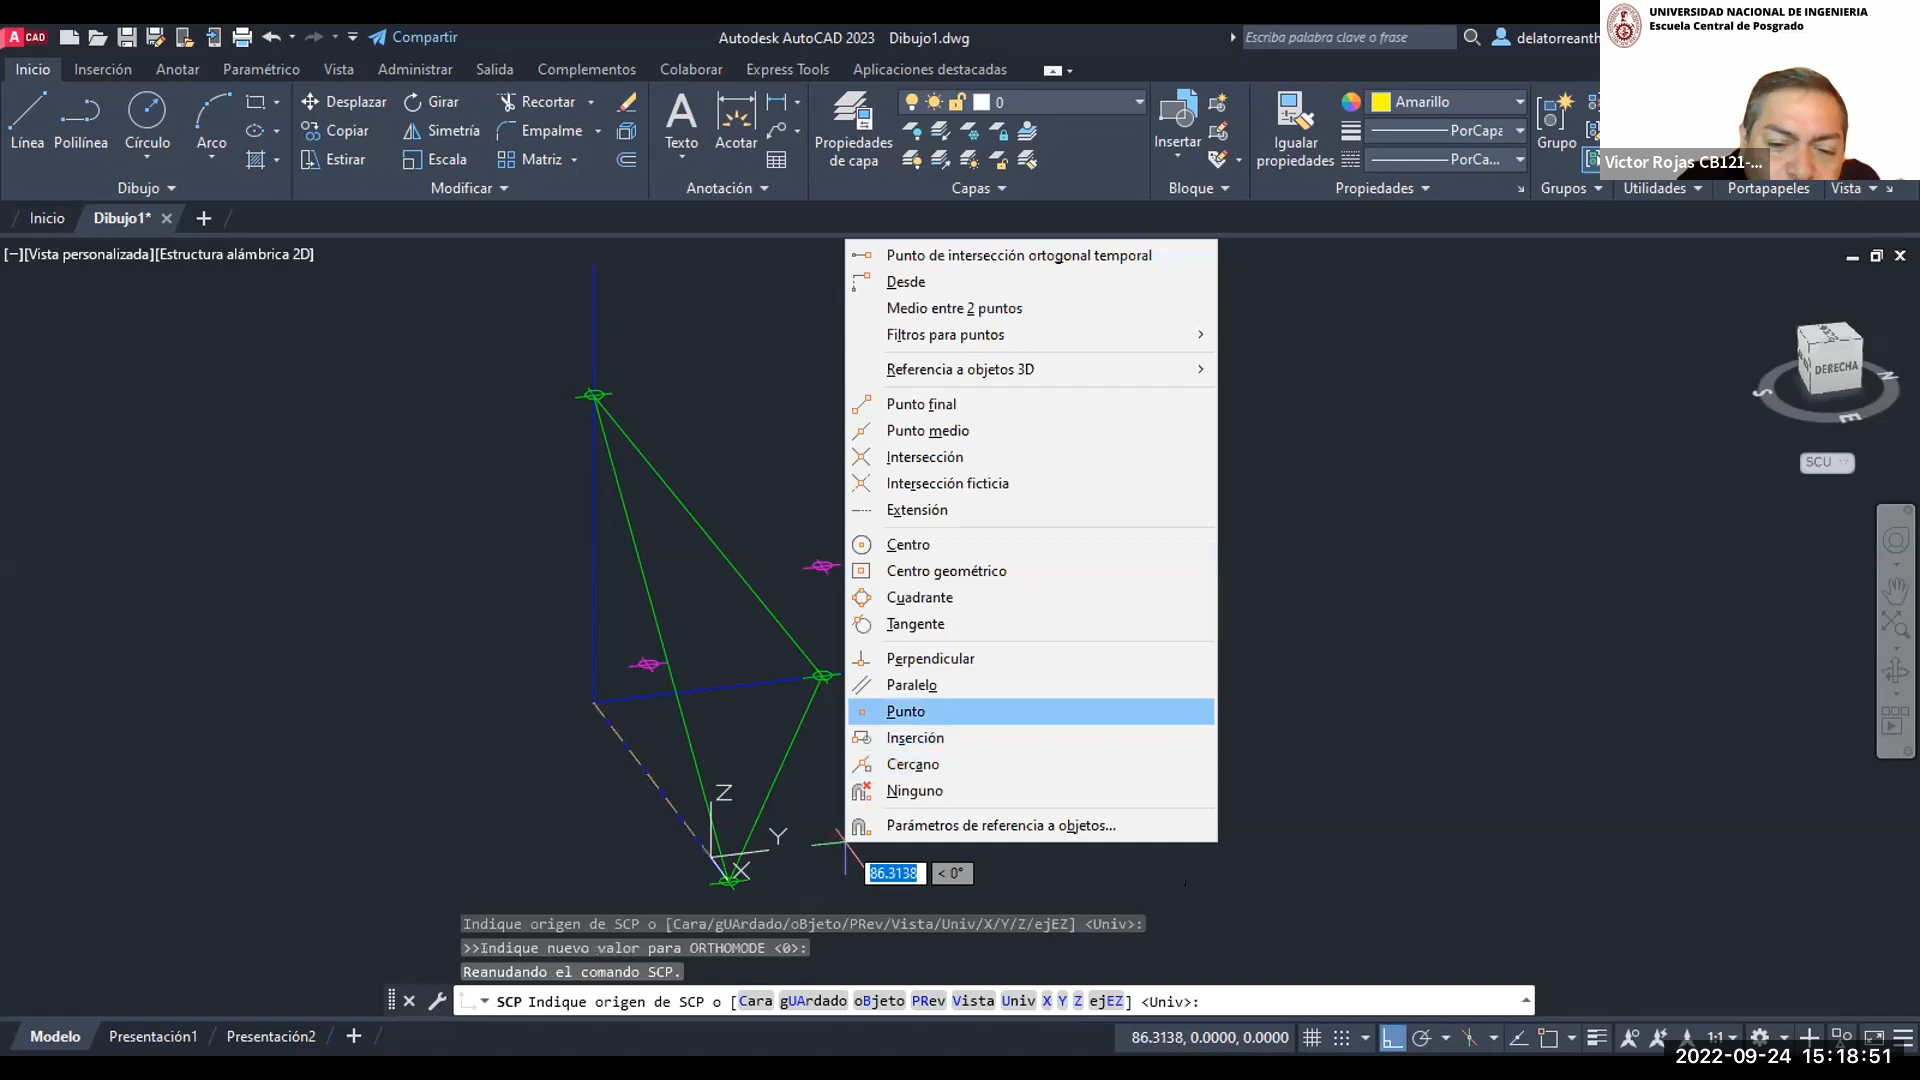 UNIVERSIDAD NACIONAL DE INGENIERIA
Escuela Central de Posgrado
A CAD
Compartir
Autodesk AutoCAD 2023 Dibujo1.dwg
Escriba palabra clave o frase
delatorreanth
Inicio Inserción Anotar Paramétrico Vista Administrar Salida Complementos Colaborar Express Tools Aplicaciones destacadas
Línea Polilínea Círculo Arco
Desplazar Girar Recortar
Copiar Simetría Empalme
Estirar Escala Matriz
Texto Acotar
Propiedades de capa
0
Insertar
Igualar propiedades
Amarillo
PorCapa
PorCa...
Grupo
Victor Rojas CB121-...
Dibujo Modificar Anotación Capas Bloque Propiedades Grupos Utilidades Portapapeles Vista
Inicio Dibujo1* +
[−][Vista personalizada][Estructura alámbrica 2D]
Punto de intersección ortogonal temporal
Desde
Medio entre 2 puntos
Filtros para puntos
Referencia a objetos 3D
Punto final
Punto medio
Intersección
Intersección ficticia
Extensión
Centro
Centro geométrico
Cuadrante
Tangente
Perpendicular
Paralelo
Punto
Inserción
Cercano
Ninguno
Parámetros de referencia a objetos...
DERECHA
S
N
E
SCU
Z
Y
X
86.3138 < 0°
Indique origen de SCP o [Cara/gUArdado/oBjeto/PRev/Vista/Univ/X/Y/Z/ejEZ] <Univ>:
>>Indique nuevo valor para ORTHOMODE <0>:
Reanudando el comando SCP.
SCP Indique origen de SCP o [Cara gUArdado oBjeto PRev Vista Univ X Y Z ejEZ] <Univ>:
Modelo Presentación1 Presentación2 +
86.3138, 0.0000, 0.0000
1:1
2022-09-24 15:18:51